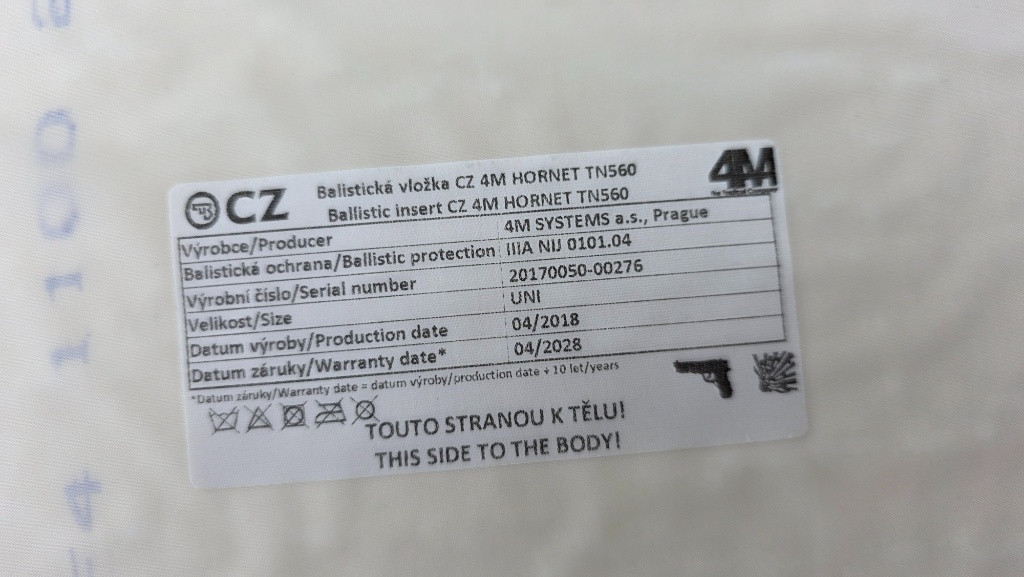 CZ
Balistická vložka CZ 4M HORNET TN560
Ballistic insert CZ 4M HORNET TN560
4M
Výrobce/Producer 4M SYSTEMS a.s., Prague
Balistická ochrana/Ballistic protection IIIA NIJ 0101.04
Výrobní číslo/Serial number 20170050-00276
Velikost/Size UNI
Datum výroby/Production date 04/2018
Datum záruky/Warranty date* 04/2028
*Datum záruky/Warranty date = datum výroby/production date + 10 let/years
TOUTO STRANOU K TĚLU!
THIS SIDE TO THE BODY!